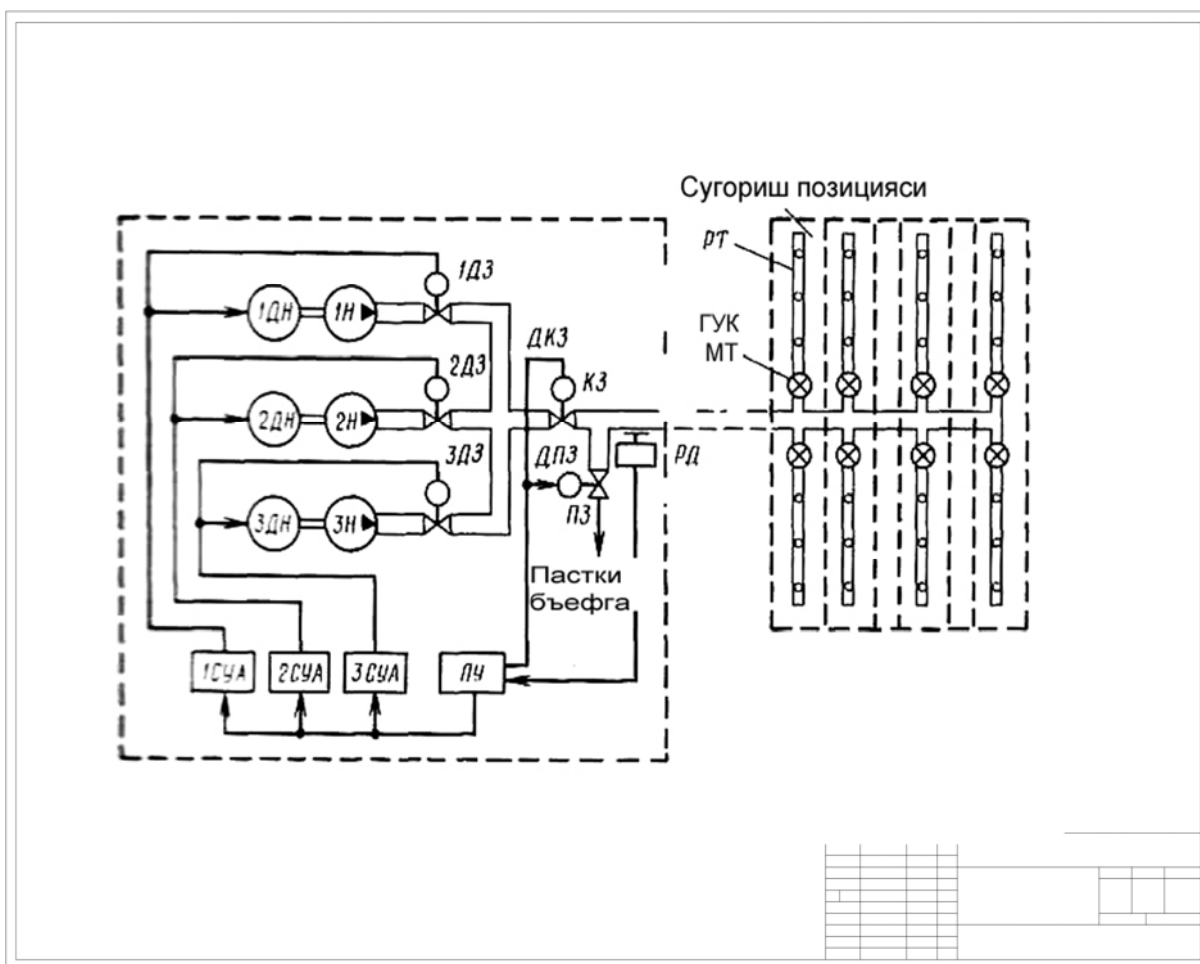 Сугориш позицияси
РТ
1ДЗ
1ДН
1Н
ГУК
МТ
ДКЗ
2ДЗ
КЗ
2ДН
2Н
3ДЗ
ДПЗ
РД
3ДН
3Н
ПЗ
Пастки
бъефга
1СУА
2СУА
3СУА
ПУ